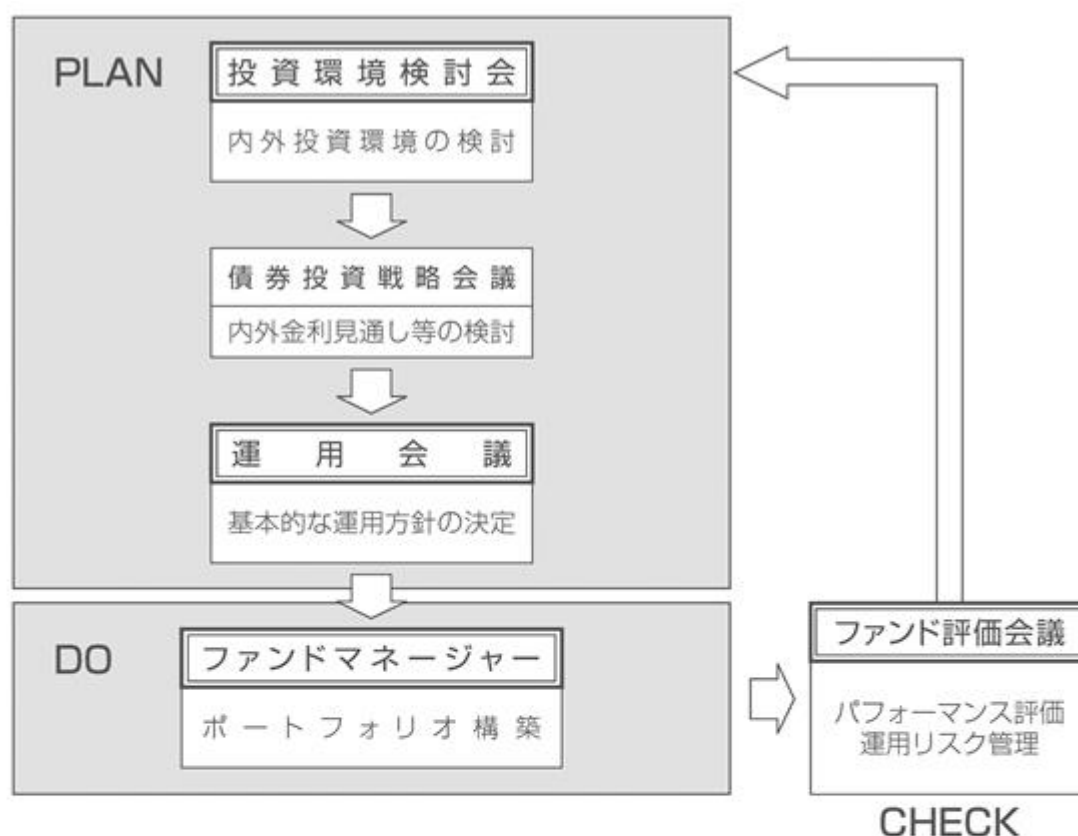 PLAN
投資環境検討会
内外投資環境の検討
債券投資戦略会議
内外金利見通し等の検討
運用会議
基本的な運用方針の決定
DO
ファンドマネージャー
ポートフォリオ構築
ファンド評価会議
パフォーマンス評価
運用リスク管理
CHECK